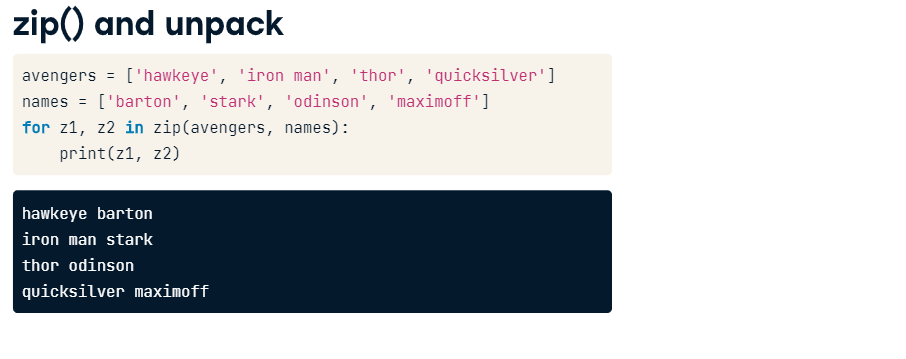 zip() and unpack
avengers = ['hawkeye', 'iron man', 'thor', 'quicksilver']
names = ['barton', 'stark', 'odinson', 'maximoff']
for z1, z2 in zip(avengers, names):
    print(z1, z2)
hawkeye barton
iron man stark
thor odinson
quicksilver maximoff